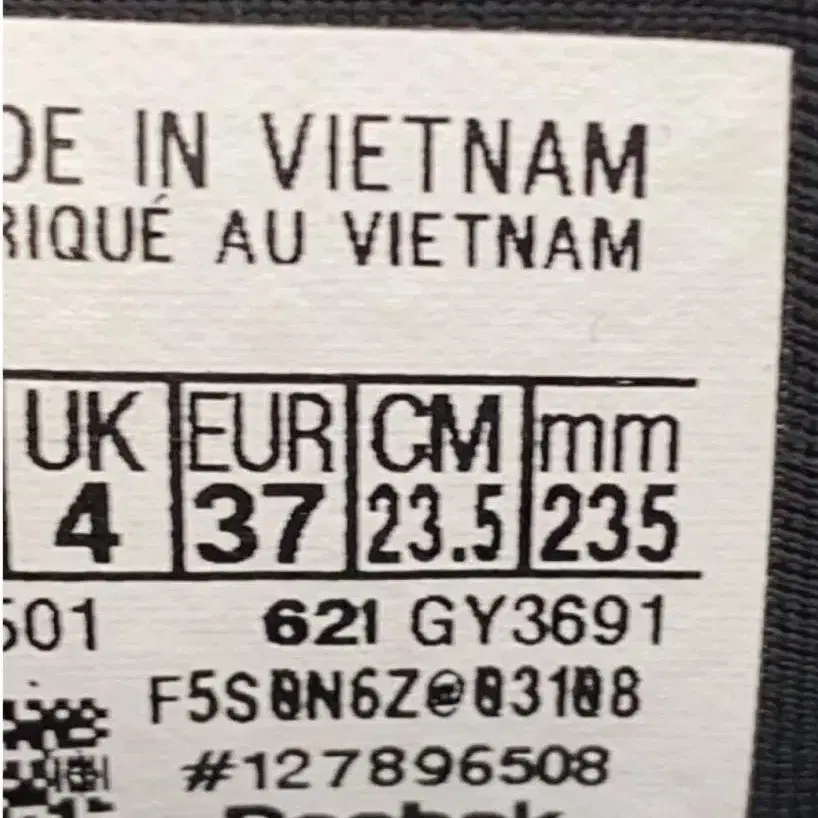 DE IN VIETNAM
RIQUÉ AU VIETNAM
UK EUR CM mm
4 37 23.5 235
501 621 GY3691
#127896508